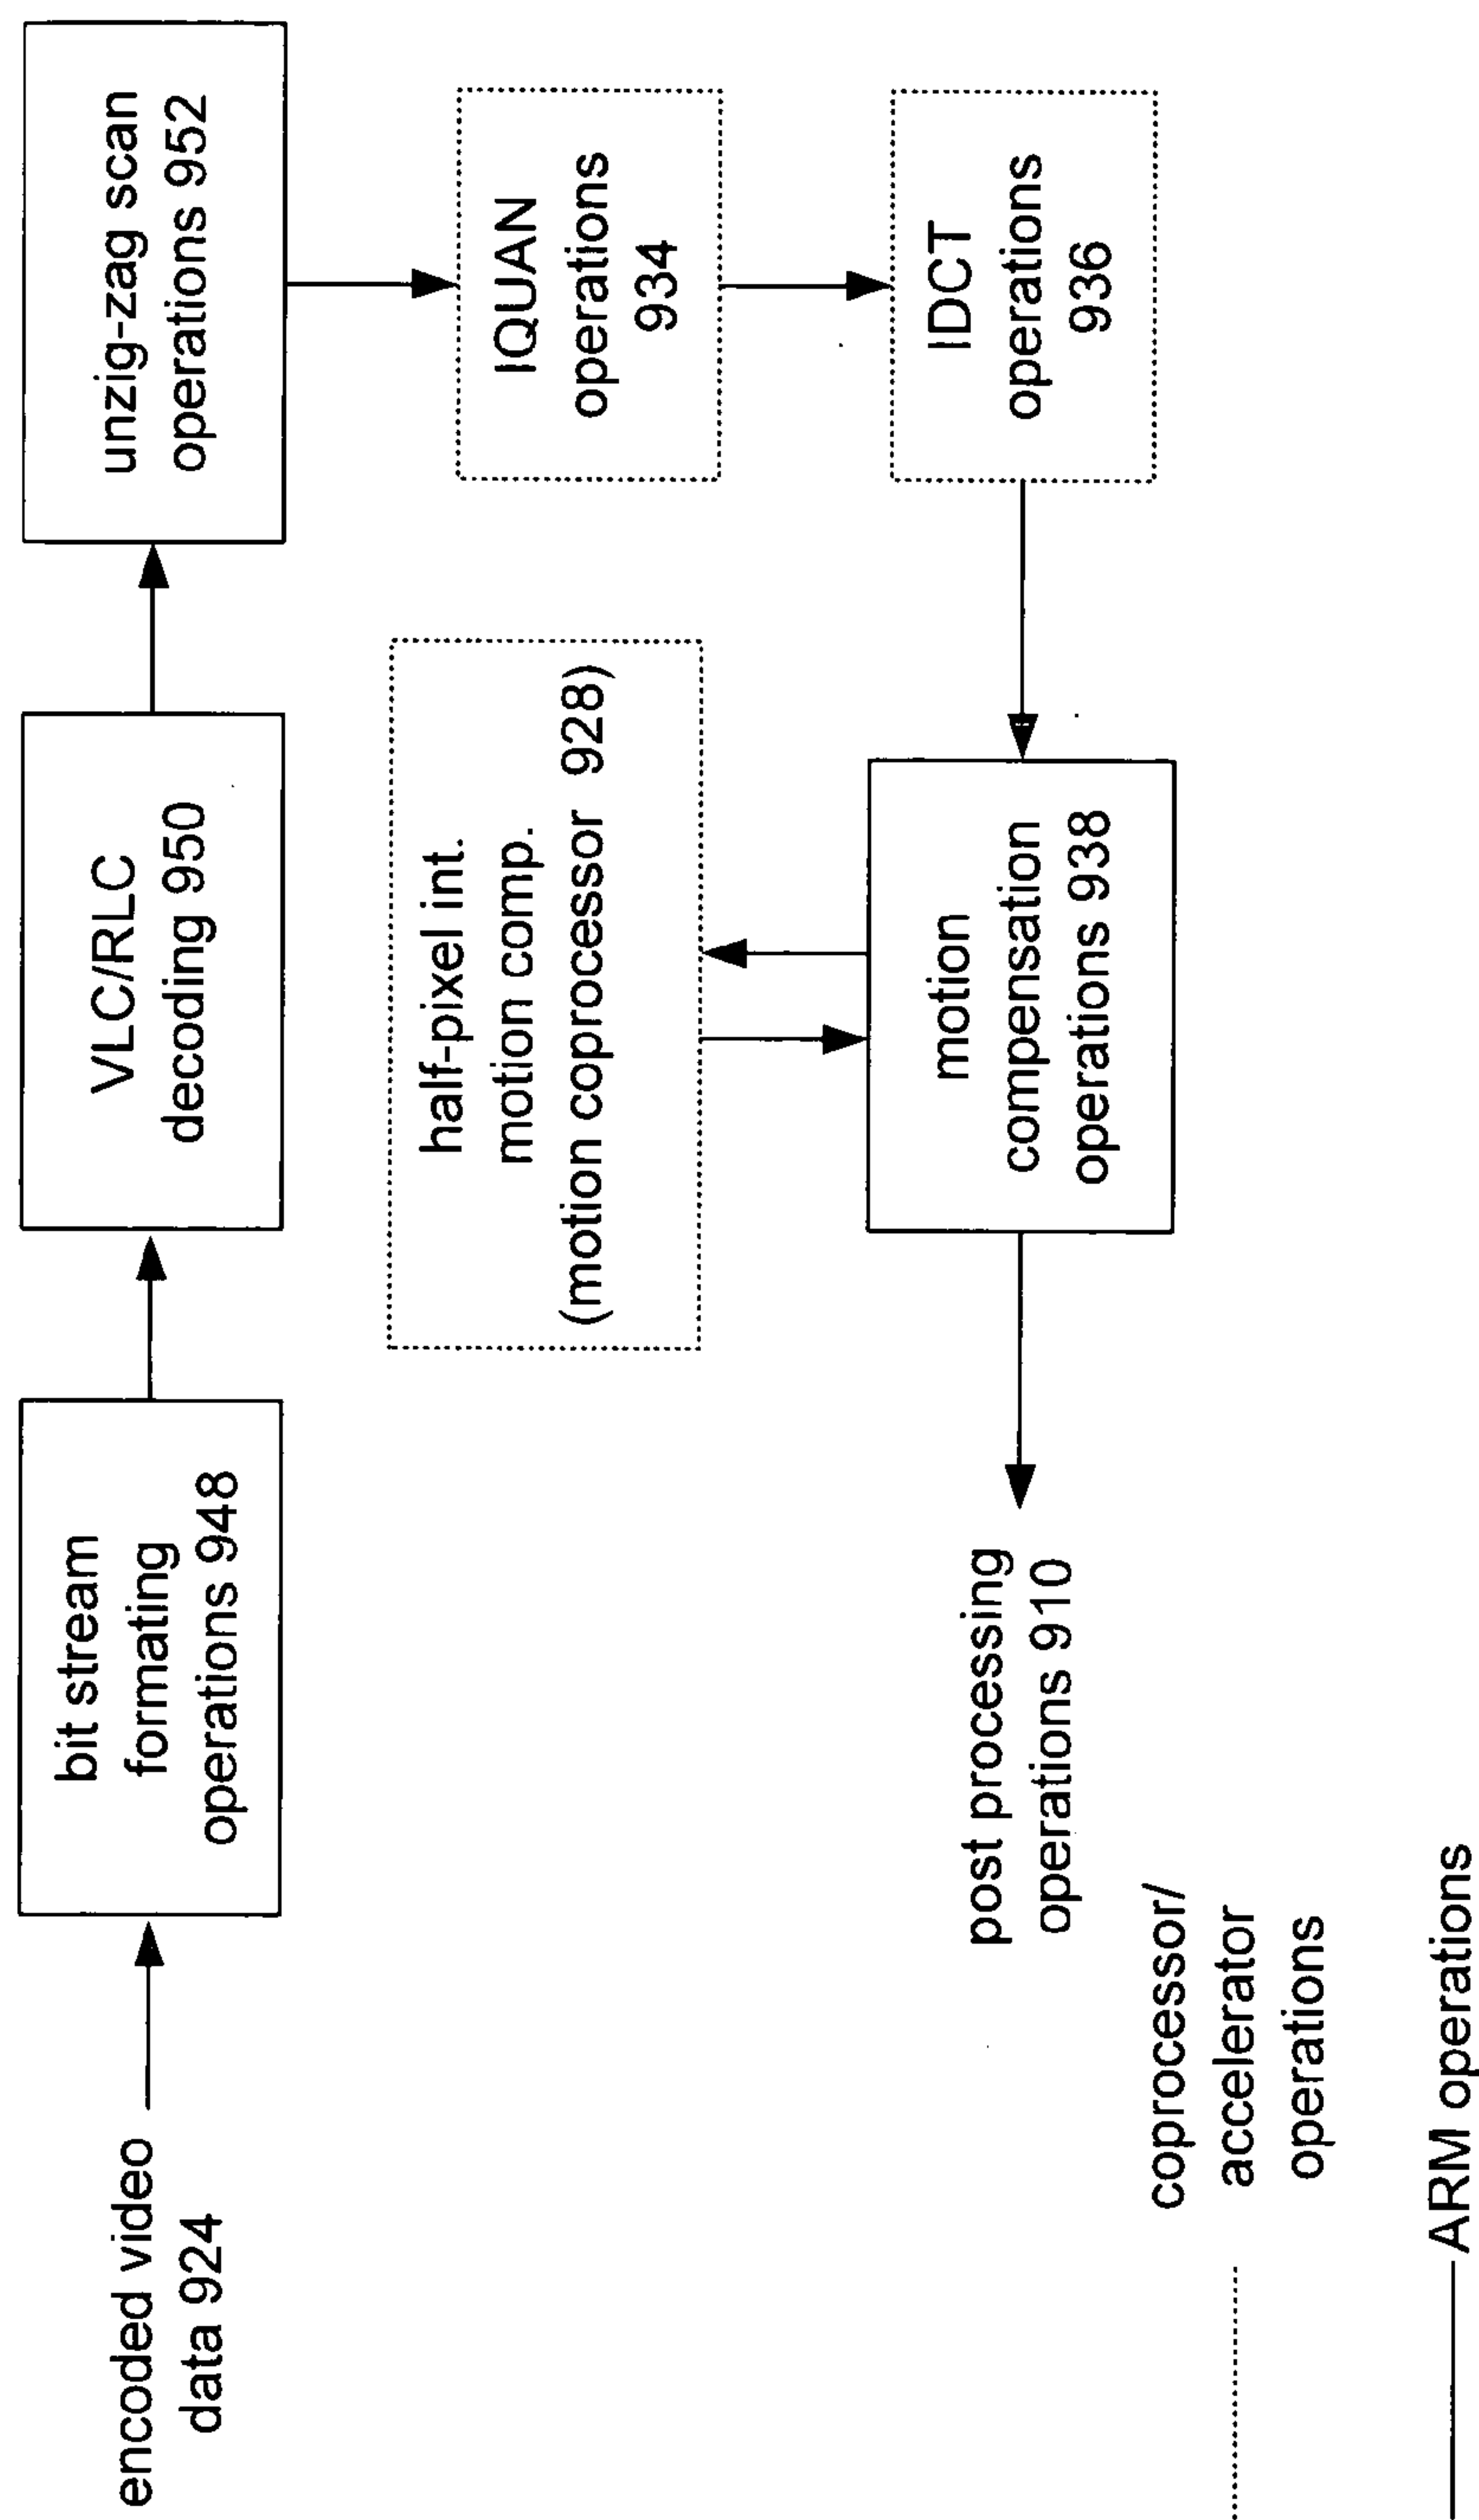 encoded video
data 924
bit stream
formating
operations 948
VLC/RLC
decoding 950
unzig-zag scan
operations 952
IQUAN
operations
934
IDCT
operations
936
half-pixel int.
motion comp.
(motion coprocessor 928)
motion
compensation
operations 938
post processing
operations 910
coprocessor/
accelerator
operations
ARM operations